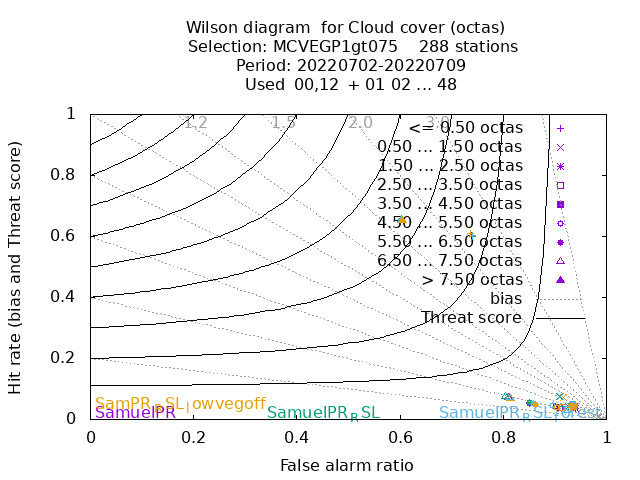 Wilson diagram for Cloud cover (octas)
Selection: MCVEGP1gt075 288 stations
Period: 20220702-20220709
Used 00,12 + 01 02 ... 48
Hit rate (bias and Threat score)
1
0.8
0.6
0.4
0.2
0
1.2 1.5 2.0 3.0
<= 0.50 octas
0.50 ... 1.50 octas
1.50 ... 2.50 octas
2.50 ... 3.50 octas
3.50 ... 4.50 octas
4.50 ... 5.50 octas
5.50 ... 6.50 octas
6.50 ... 7.50 octas
> 7.50 octas
bias
Threat score
SamPR_R SL_lowvegoff
SamuelPR SamuelPR_R SL SamuelPR_R SL_forest
0 0.2 0.4 0.6 0.8 1
False alarm ratio